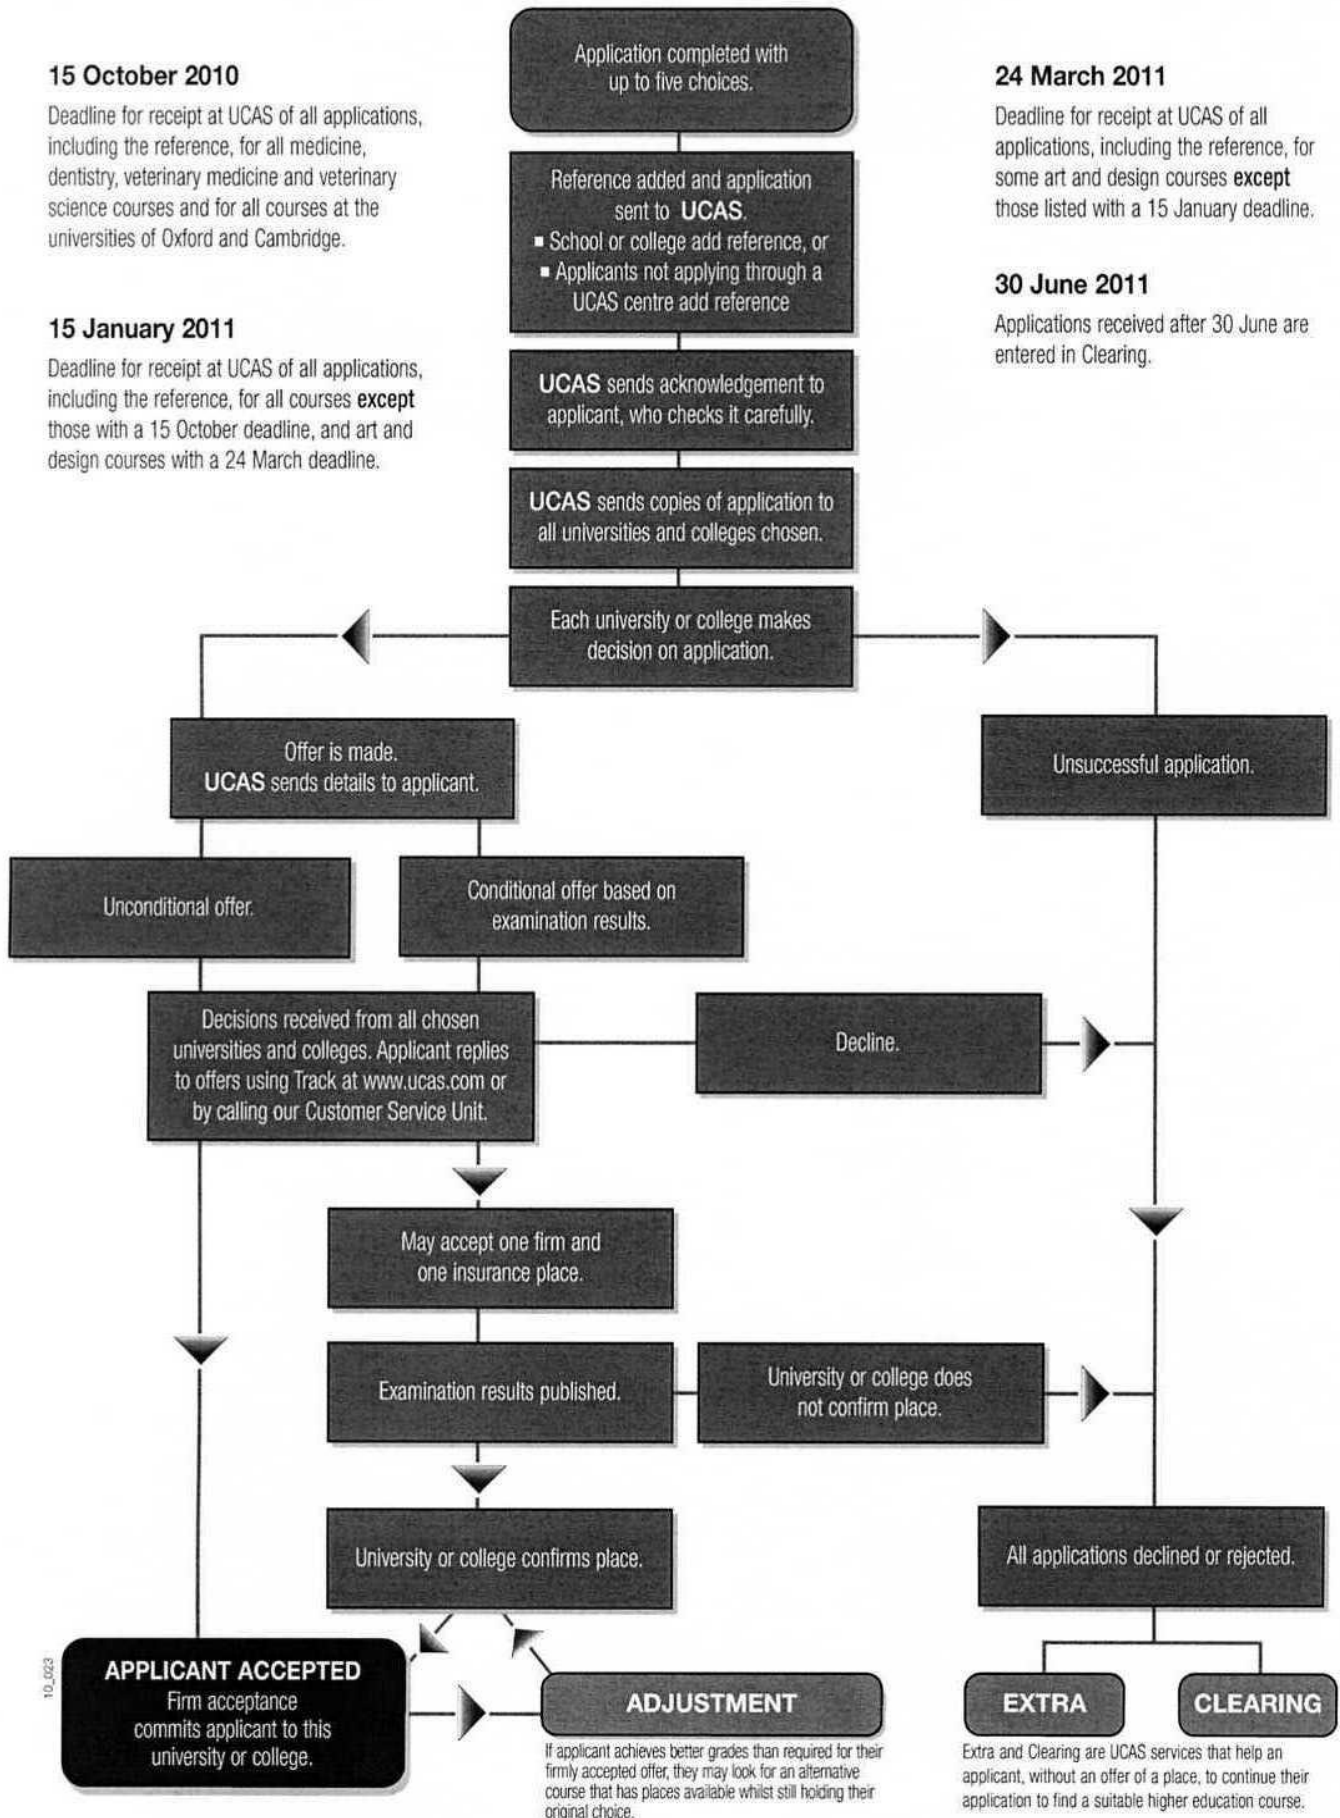 15 October 2010
Deadline for receipt at UCAS of all applications,
including the reference, for all medicine,
dentistry, veterinary medicine and veterinary
science courses and for all courses at the
universities of Oxford and Cambridge.
15 January 2011
Deadline for receipt at UCAS of all applications,
including the reference, for all courses except
those with a 15 October deadline, and art and
design courses with a 24 March deadline.
24 March 2011
Deadline for receipt at UCAS of all
applications, including the reference, for
some art and design courses except
those listed with a 15 January deadline.
30 June 2011
Applications received after 30 June are
entered in Clearing.
Application completed with
up to five choices.
Reference added and application
sent to UCAS.
■ School or college add reference, or
■ Applicants not applying through a
UCAS centre add reference
UCAS sends acknowledgement to
applicant, who checks it carefully.
UCAS sends copies of application to
all universities and colleges chosen.
Each university or college makes
decision on application.
Offer is made.
UCAS sends details to applicant.
Unsuccessful application.
Unconditional offer.
Conditional offer based on
examination results.
Decisions received from all chosen
universities and colleges. Applicant replies
to offers using Track at www.ucas.com or
by calling our Customer Service Unit.
Decline.
May accept one firm and
one insurance place.
Examination results published.
University or college does
not confirm place.
University or college confirms place.
All applications declined or rejected.
10_023
APPLICANT ACCEPTED
Firm acceptance
commits applicant to this
university or college.
ADJUSTMENT
If applicant achieves better grades than required for their
firmly accepted offer, they may look for an alternative
course that has places available whilst still holding their
original choice.
EXTRA
CLEARING
Extra and Clearing are UCAS services that help an
applicant, without an offer of a place, to continue their
application to find a suitable higher education course.